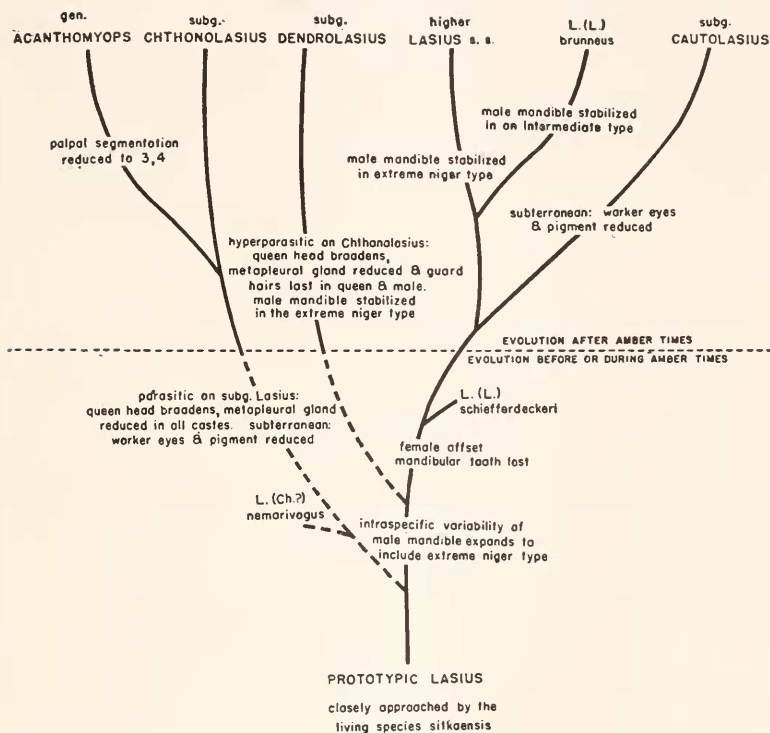 gen.
ACANTHOMYOPS
subg.
CHTHONOLASIUS
subg.
DENDROLASIUS
higher
LASIUS s. s.
L.(L.)
brunneus
subg.
CAUTOLASIUS
palpal segmentation
reduced to 3,4
male mandible stabilized
in an intermediate type
male mandible stabilized
in extreme niger type
subterranean: worker eyes
& pigment reduced
hyperparasitic on Chthonolasius:
queen head broadens,
metapleural gland reduced & guard
hairs lost in queen & male.
male mandible stabilized
in the extreme niger type
EVOLUTION AFTER AMBER TIMES
EVOLUTION BEFORE OR DURING AMBER TIMES
parasitic on subg. Lasius:
queen head broadens, metapleural gland
reduced in all castes. subterranean:
worker eyes & pigment reduced
L.(L.)
schiefferdeckeri
female offset
mandibular tooth lost
L. (Ch.?)
nemorivagus
intraspecific variability of
male mandible expands to
include extreme niger type
PROTOTYPIC LASIUS
closely approached by the
living species sitkaensis